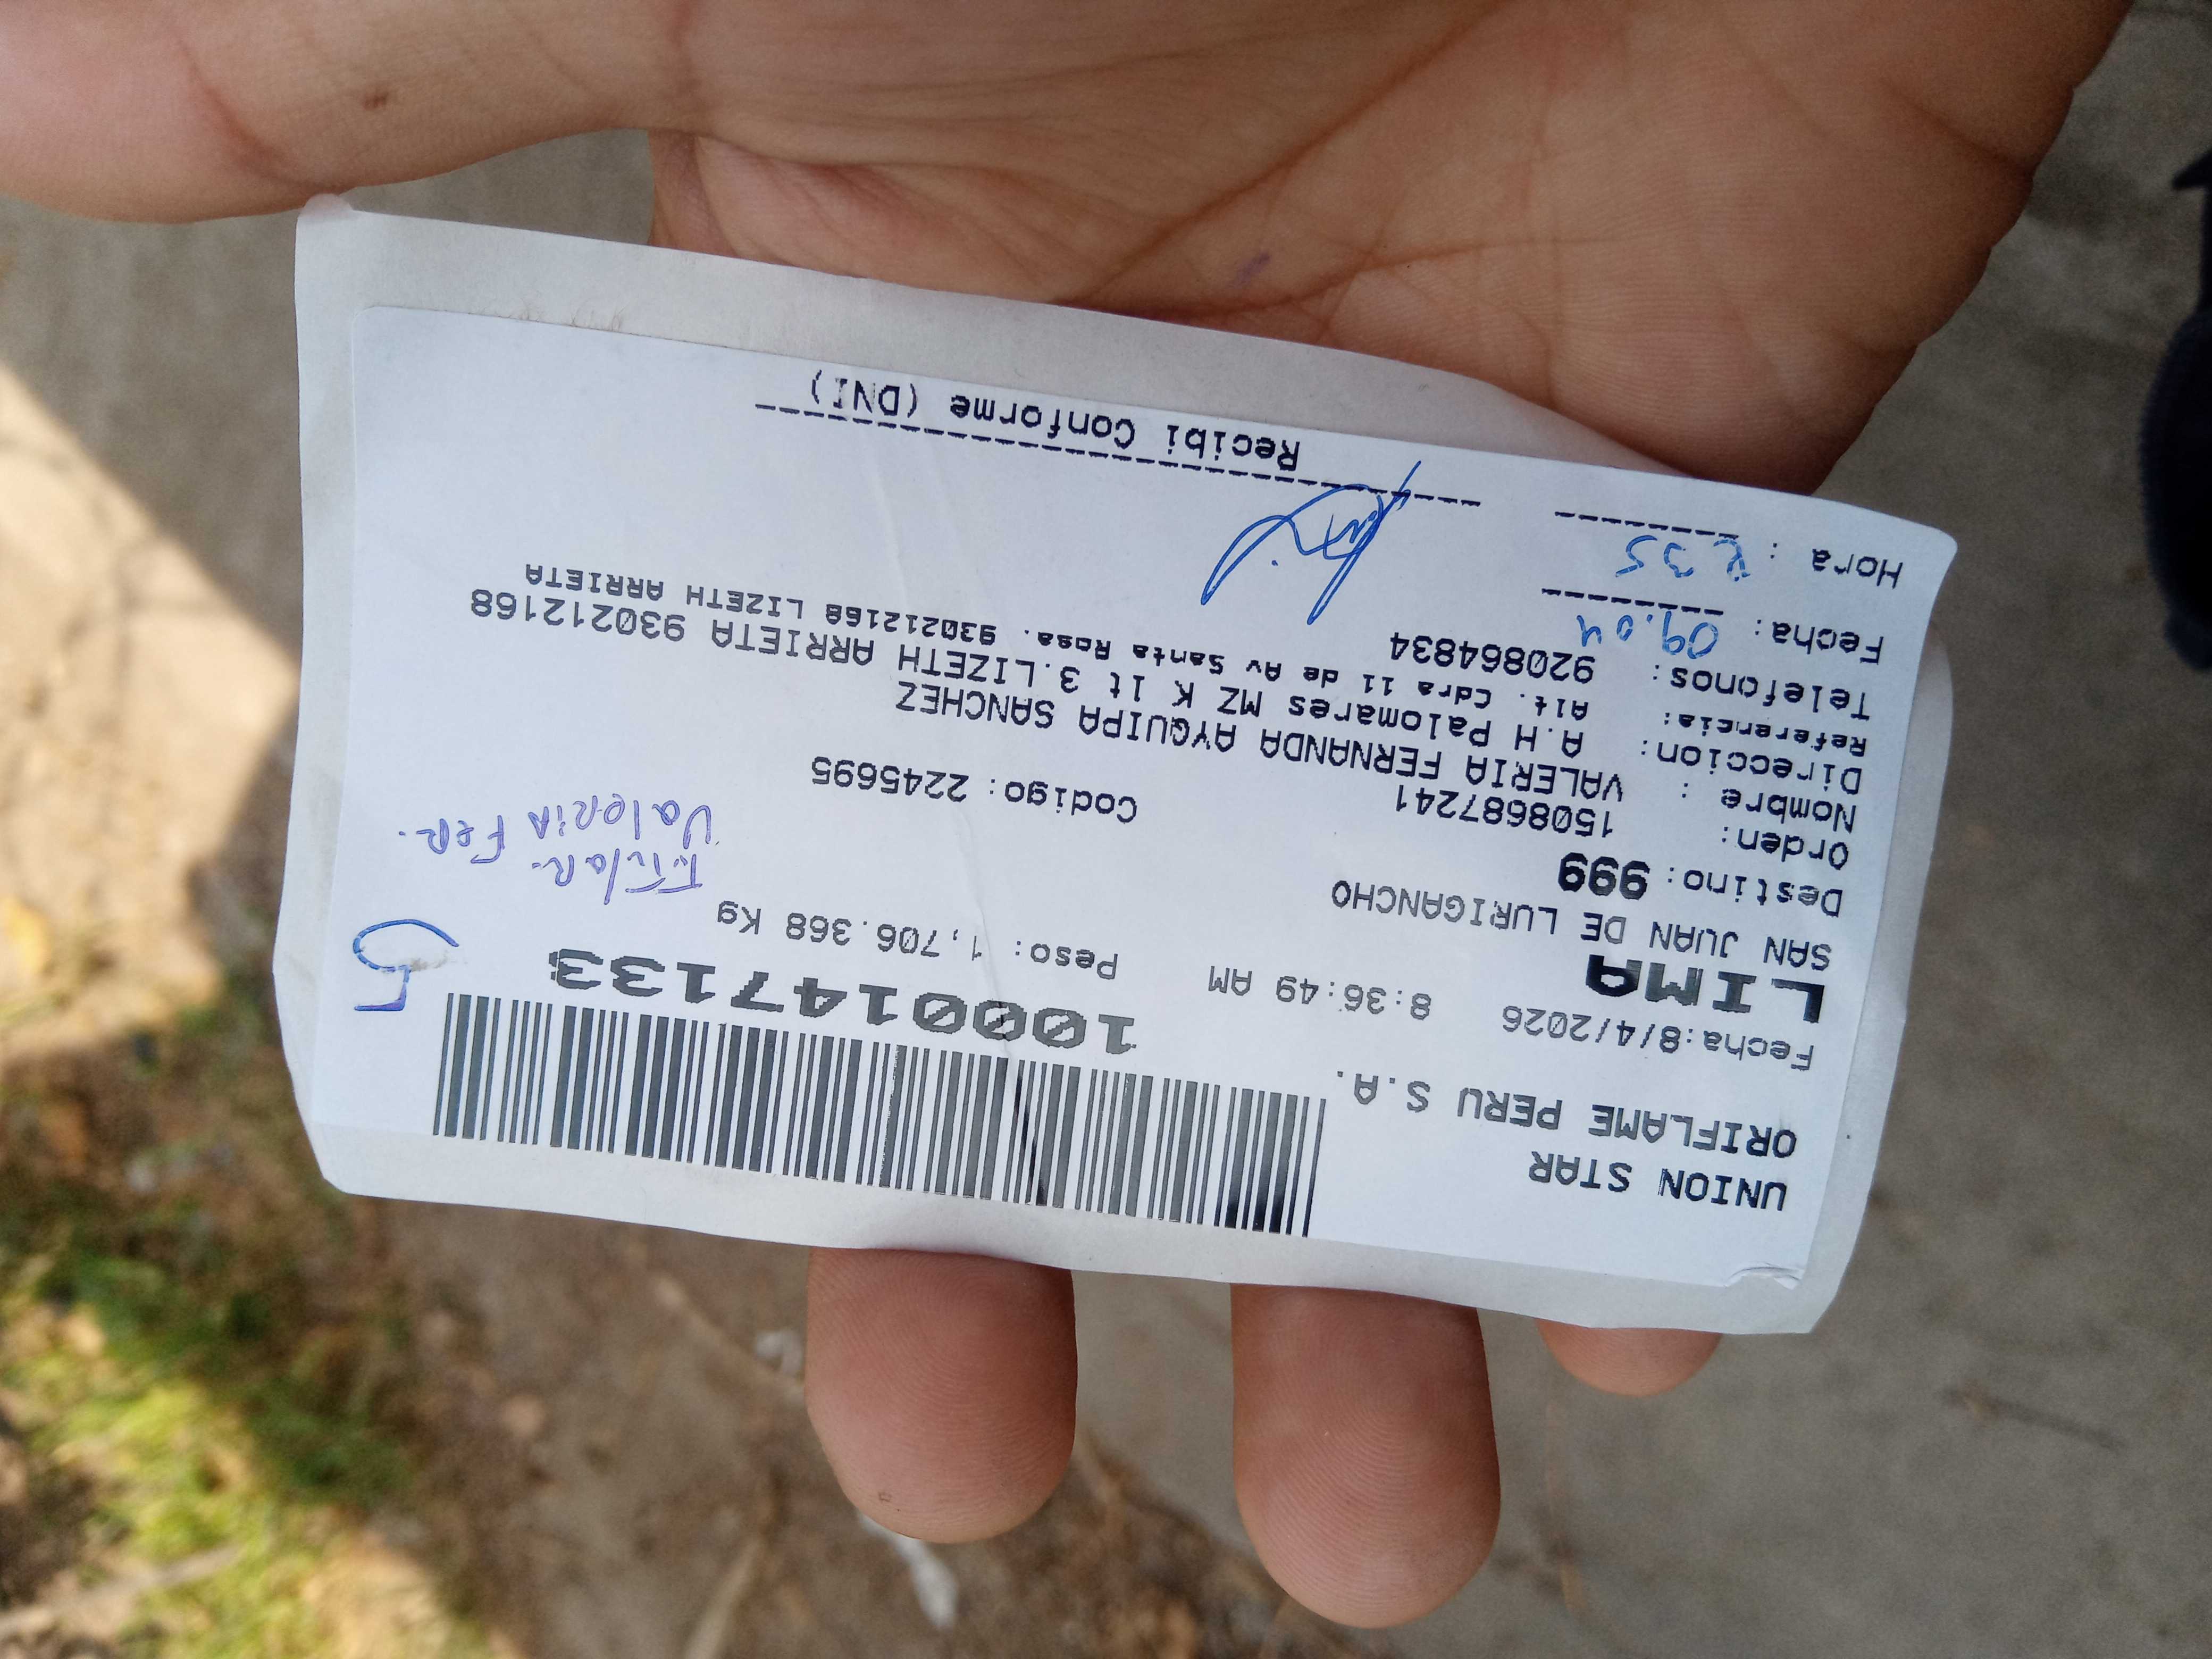 UNION STAR
ORIFLAME PERU S.A.
1000147133
Fecha:8/4/2026 8:36:49 AM Peso: 1,706.368 Kg
LIMA
SAN JUAN DE LURIGANCHO
5
Destino: 999
Titular.
Valeria Fer.
Orden: 1508687241 Codigo: 2245695
Nombre : VALERIA FERNANDA AYQUIPA SANCHEZ
Direccion: A.H Palomares MZ K lt 3.LIZETH ARRIETA 930212168
Referencia: Alt. Cdra 11 de Av Santa Rosa. 930212168 LIZETH ARRIETA
Telefonos: 920864834
Fecha: 09.04
Hora : 35
Recibi Conforme (DNI)